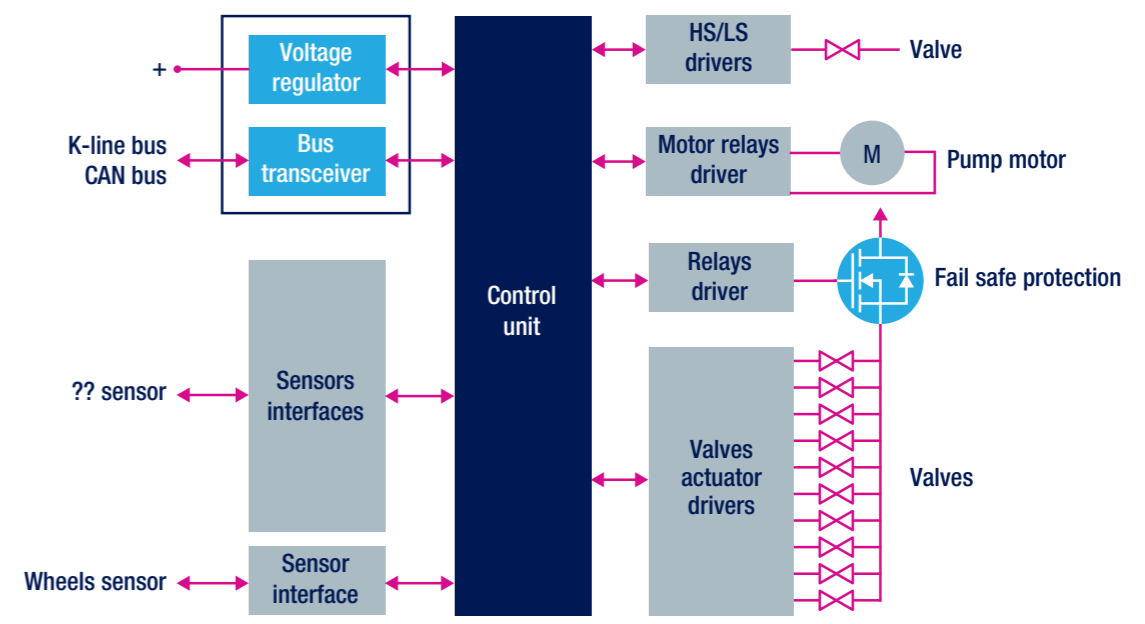 Voltage
regulator
+
K-line bus
CAN bus
Bus
transceiver
?? sensor
Sensors
interfaces
Wheels sensor
Sensor
interface
Control
unit
HS/LS
drivers
Valve
Motor relays
driver
M
Pump motor
Relays
driver
Fail safe protection
Valves
actuator
drivers
Valves